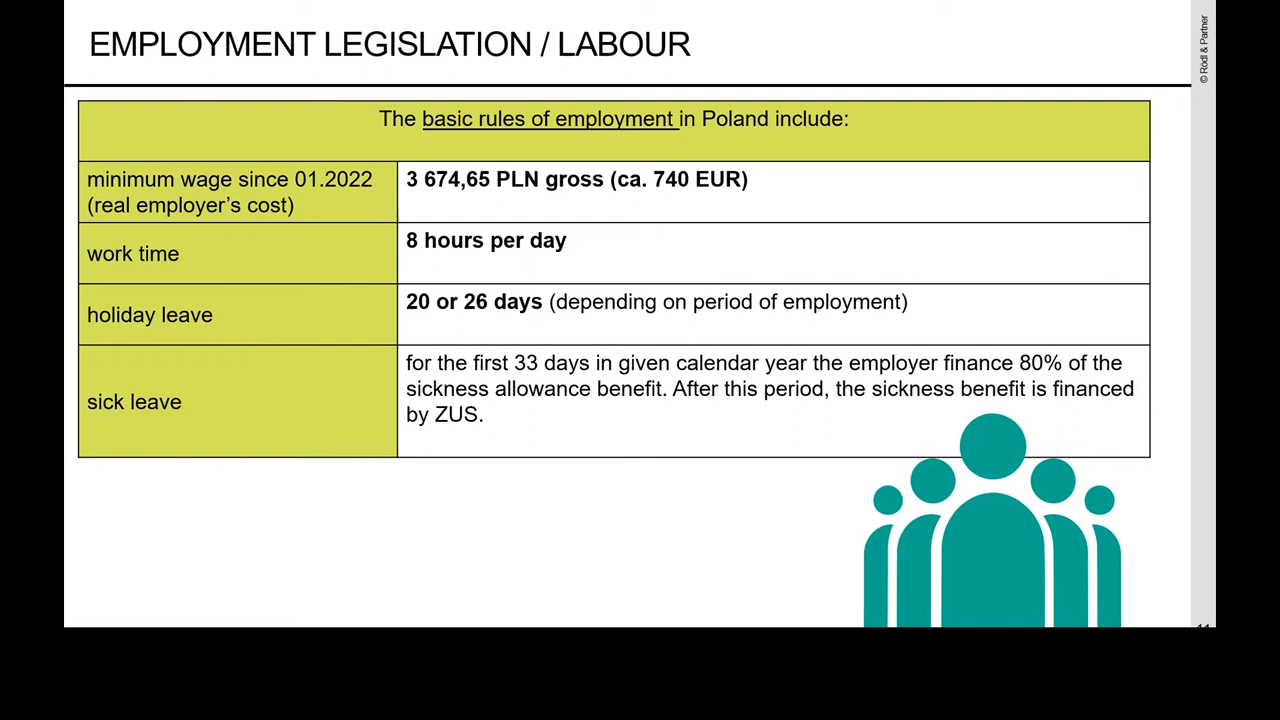 EMPLOYMENT LEGISLATION / LABOUR
© Rödl & Partner
The basic rules of employment in Poland include:
minimum wage since 01.2022
(real employer’s cost)
3 674,65 PLN gross (ca. 740 EUR)
work time
8 hours per day
holiday leave
20 or 26 days (depending on period of employment)
sick leave
for the first 33 days in given calendar year the employer finance 80% of the
sickness allowance benefit. After this period, the sickness benefit is financed
by ZUS.